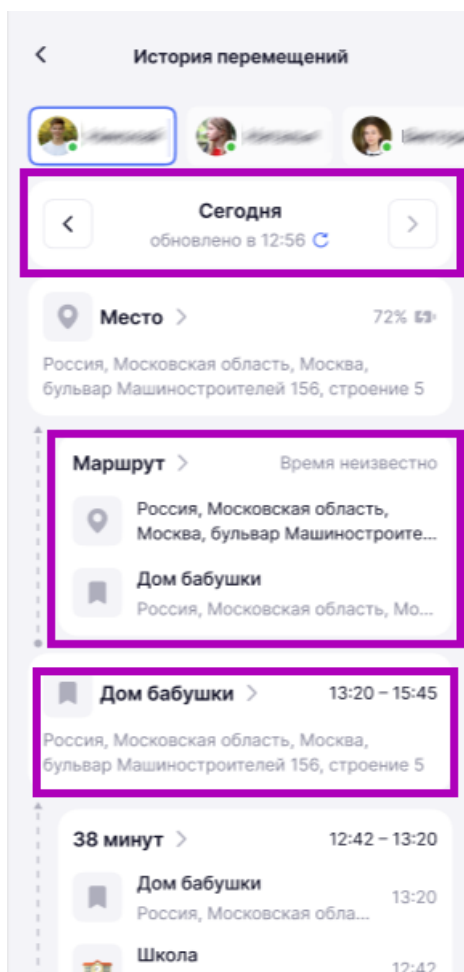 История перемещений
Сегодня
обновлено в 12:56
Место
72%
Россия, Московская область, Москва,
бульвар Машиностроителей 156, строение 5
Маршрут
Время неизвестно
Россия, Московская область,
Москва, бульвар Машиностроите...
Дом бабушки
Россия, Московская область, Мо...
Дом бабушки
13:20 – 15:45
Россия, Московская область, Москва,
бульвар Машиностроителей 156, строение 5
38 минут
12:42 – 13:20
Дом бабушки
13:20
Россия, Московская обла...
Школа
12:42